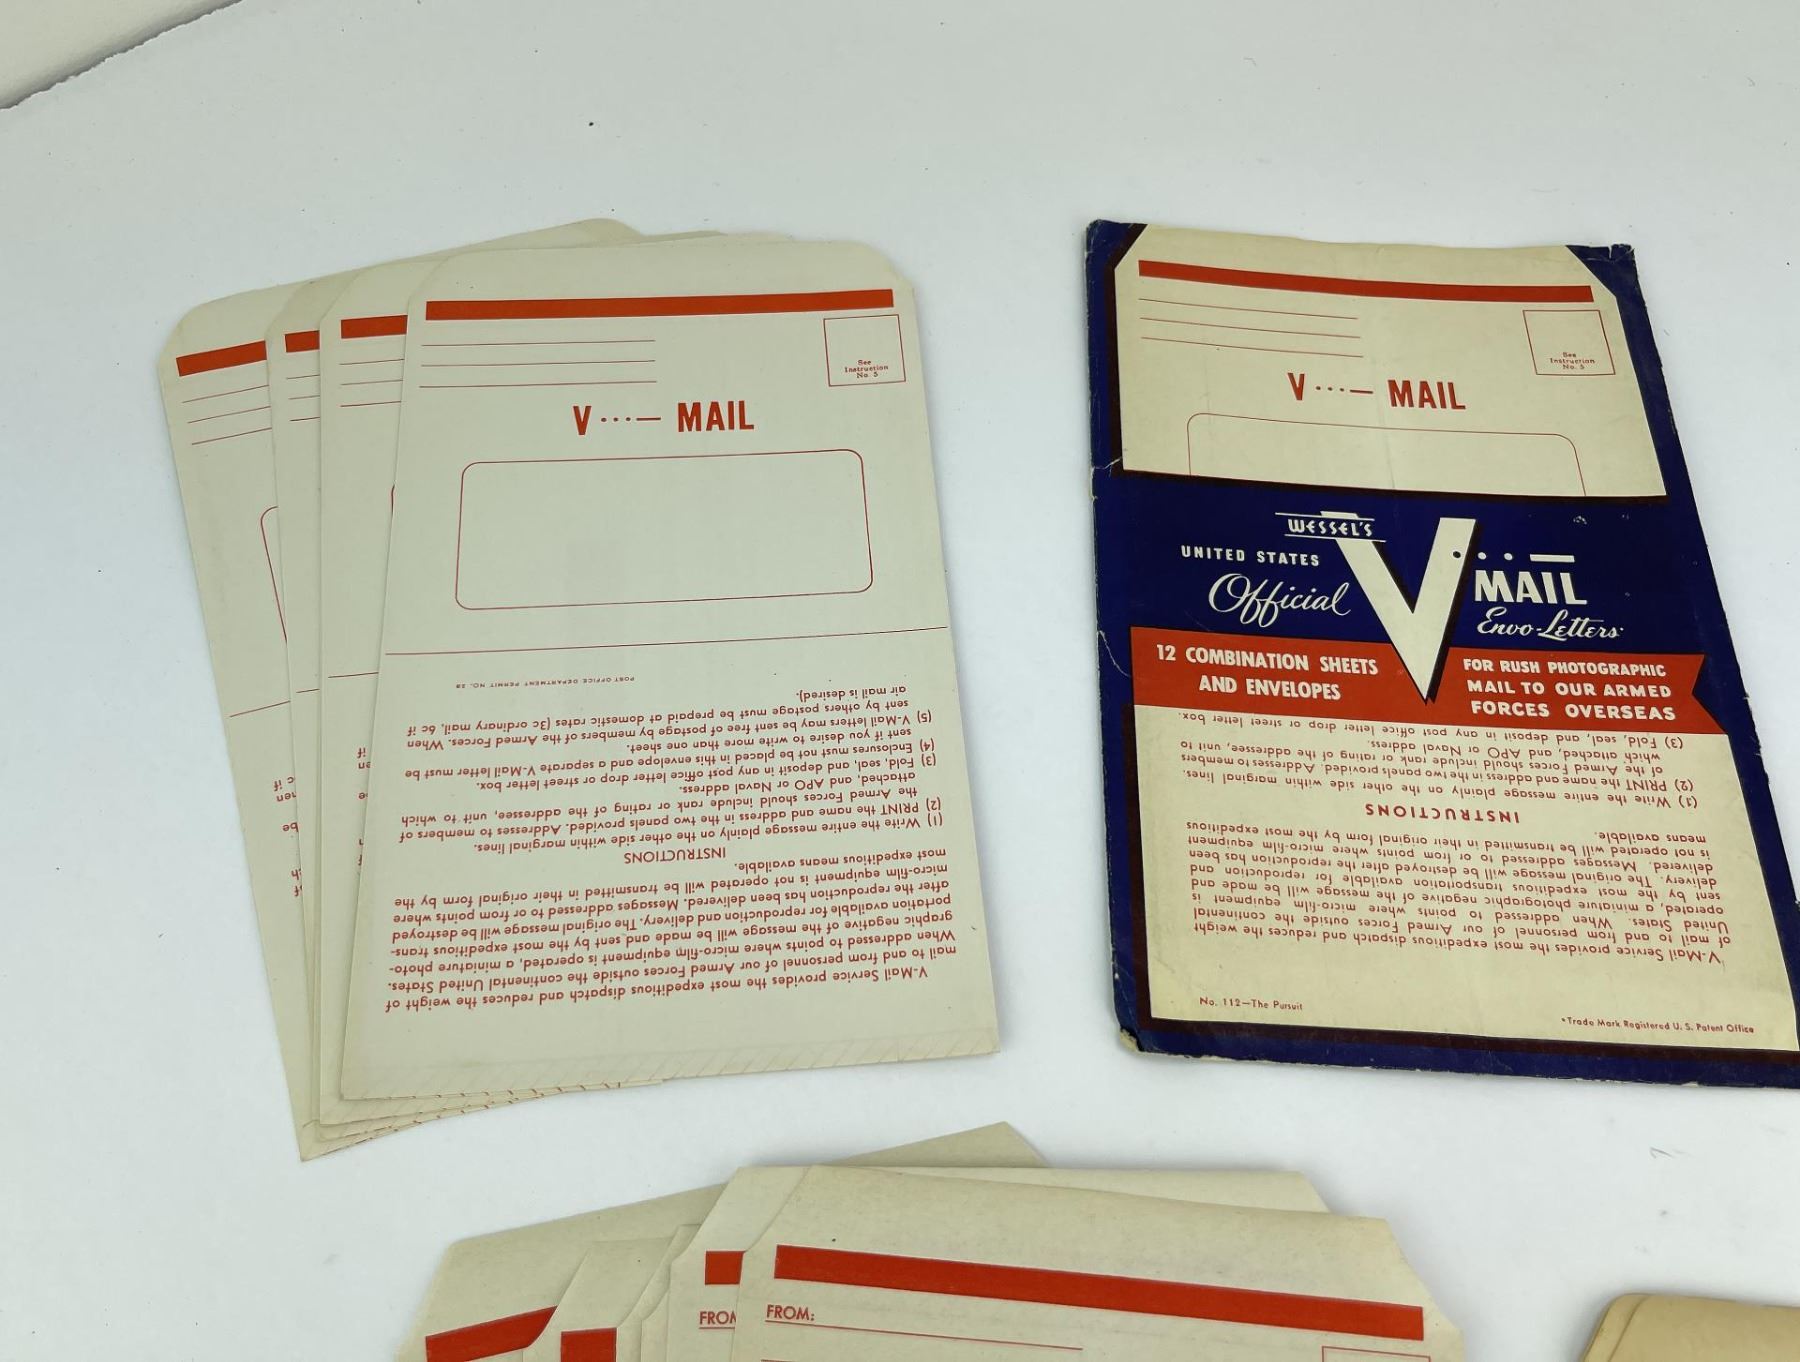 See
Instruction
No. 5
V ···— MAIL
POST OFFICE DEPARTMENT PERMIT NO. 28
V-Mail Service provides the most expeditious dispatch and reduces the weight of
mail to and from personnel of our Armed Forces outside the continental United States.
When addressed to points where micro-film equipment is operated, a miniature photo-
graphic negative of the message will be made and sent by the most expeditious trans-
portation available for reproduction and delivery. The original message will be destroyed
after the reproduction has been delivered. Messages addressed to or from points where
micro-film equipment is not operated will be transmitted in their original form by the
most expeditious means available.
INSTRUCTIONS
(1) Write the entire message plainly on the other side within marginal lines.
(2) PRINT the name and address in the two panels provided. Addresses to members of
the Armed Forces should include rank or rating of the addressee, unit to which
attached, and APO or Naval address.
(3) Fold, seal, and deposit in any post office letter drop or street letter box.
(4) Enclosures must not be placed in this envelope and a separate V-Mail letter must be
sent if you desire to write more than one sheet.
(5) V-Mail letters may be sent free of postage by members of the Armed Forces. When
sent by others postage must be prepaid at domestic rates (3c ordinary mail, 6c if
air mail is desired).
See
Instruction
No. 5
V ···— MAIL
WESSEL'S
UNITED STATES
Official
V ···—
MAIL
Envo-Letters
12 COMBINATION SHEETS
AND ENVELOPES
FOR RUSH PHOTOGRAPHIC
MAIL TO OUR ARMED
FORCES OVERSEAS
V-Mail Service provides the most expeditious dispatch and reduces the weight
of mail to and from personnel of our Armed Forces outside the continental
United States. When addressed to points where micro-film equipment is
operated, a miniature photographic negative of the message will be made and
sent by the most expeditious transportation available for reproduction and
delivery. The original message will be destroyed after the reproduction has been
delivered. Messages addressed to or from points where micro-film equipment
is not operated will be transmitted in their original form by the most expeditious
means available.
INSTRUCTIONS
(1) Write the entire message plainly on the other side within marginal lines.
(2) PRINT the name and address in the two panels provided. Addresses to members
of the Armed Forces should include rank or rating of the addressee, unit to
which attached, and APO or Naval address.
(3) Fold, seal, and deposit in any post office letter drop or street letter box.
No. 112—The Pursuit
•Trade Mark Registered U. S. Patent Office
FROM
FROM: